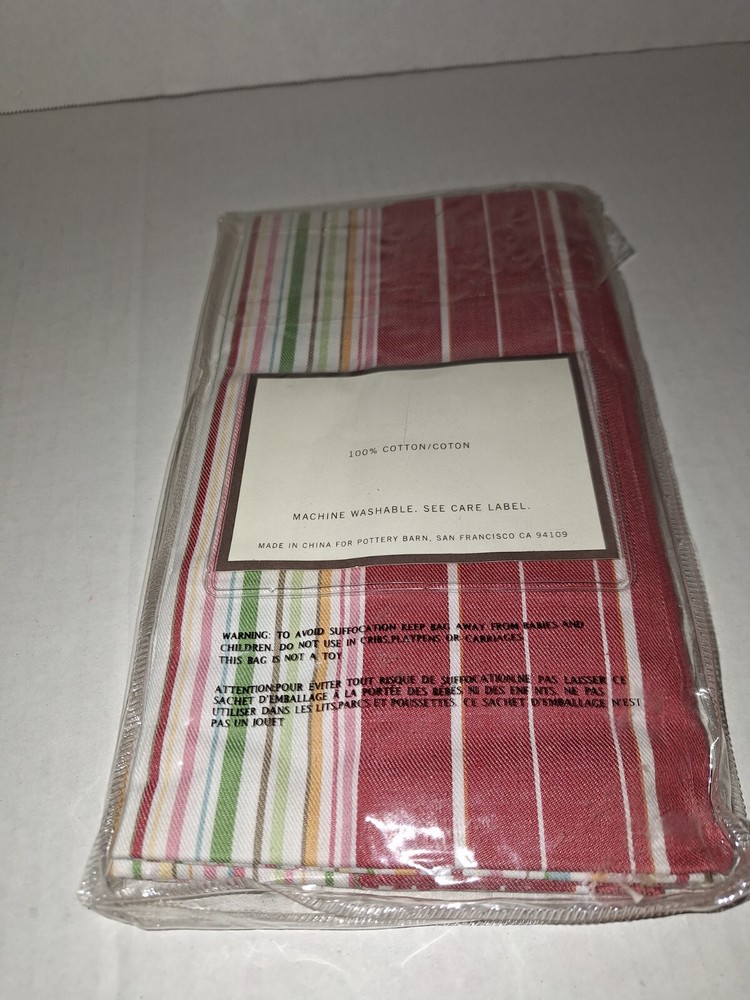 100% COTTON/COTON
MACHINE WASHABLE. SEE CARE LABEL.
MADE IN CHINA FOR POTTERY BARN, SAN FRANCISCO CA 94109
WARNING: TO AVOID SUFFOCATION KEEP BAG AWAY FROM BABIES AND
CHILDREN. DO NOT USE IN CRIBS,PLAYPENS OR CARRIAGES.
THIS BAG IS NOT A TOY
ATTENTION:POUR ÉVITER TOUT RISQUE DE SUFFOCATION,NE PAS LAISSER CE
SACHET D'EMBALLAGE À LA PORTÉE DES BÉBÉS, NI DES ENF NTS. NE PAS
UTILISER DANS LES LITS,PARCS ET POUSSETTES. CE SACHET D'EMBALLAGE N'EST
PAS UN JOUET